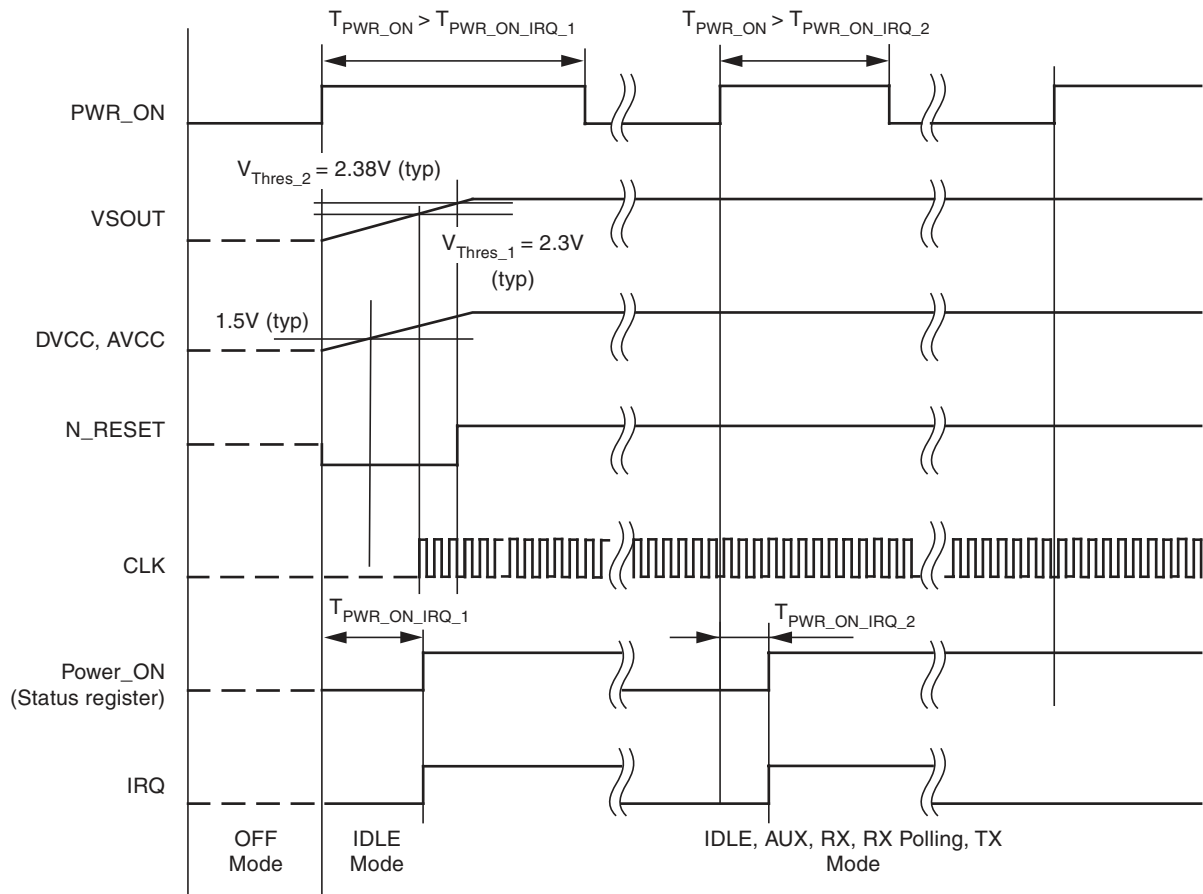 T_PWR_ON > T_PWR_ON_IRQ_1
T_PWR_ON > T_PWR_ON_IRQ_2
PWR_ON
V_Thres_2 = 2.38V (typ)
VSOUT
V_Thres_1 = 2.3V
(typ)
1.5V (typ)
DVCC, AVCC
N_RESET
CLK
T_PWR_ON_IRQ_1
T_PWR_ON_IRQ_2
Power_ON
(Status register)
IRQ
OFF
Mode
IDLE
Mode
IDLE, AUX, RX, RX Polling, TX
Mode